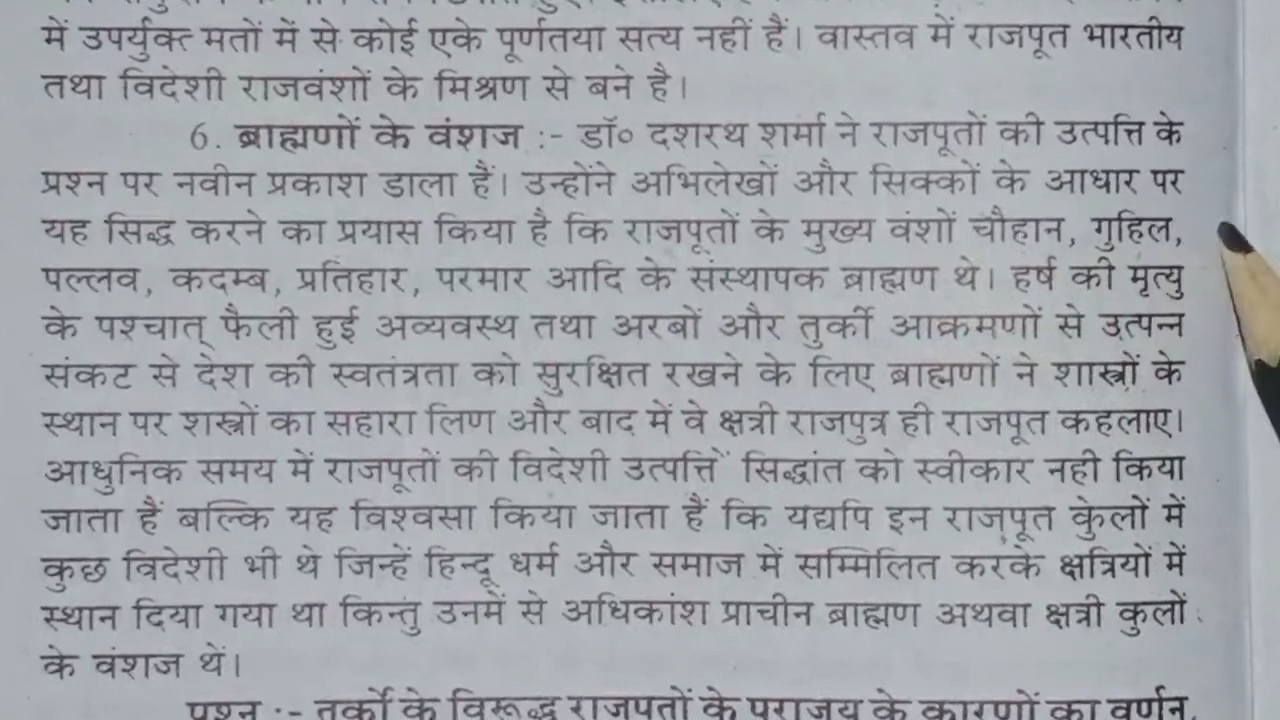 में उपर्युक्त मतों में से कोई एके पूर्णतया सत्य नहीं हैं। वास्तव में राजपूत भारतीय
तथा विदेशी राजवंशों के मिश्रण से बने है।
6. ब्राह्मणों के वंशज :- डॉ० दशरथ शर्मा ने राजपूतों की उत्पत्ति के
प्रश्न पर नवीन प्रकाश डाला हैं। उन्होंने अभिलेखों और सिक्कों के आधार पर
यह सिद्ध करने का प्रयास किया है कि राजपूतों के मुख्य वंशों चौहान, गुहिल,
पल्लव, कदम्ब, प्रतिहार, परमार आदि के संस्थापक ब्राह्मण थे। हर्ष की मृत्यु
के पश्चात् फैली हुई अव्यवस्थ तथा अरबों और तुर्की आक्रमणों से उत्पन्न
संकट से देश की स्वतंत्रता को सुरक्षित रखने के लिए ब्राह्मणों ने शास्त्रों के
स्थान पर शस्त्रों का सहारा लिण और बाद में वे क्षत्री राजपुत्र ही राजपूत कहलाए।
आधुनिक समय में राजपूतों की विदेशी उत्पत्तिें सिद्धांत को स्वीकार नही किया
जाता हैं बल्कि यह विश्वसा किया जाता हैं कि यद्यपि इन राजपूत कुेलों में
कुछ विदेशी भी थे जिन्हें हिन्दू धर्म और समाज में सम्मिलित करके क्षत्रियों में
स्थान दिया गया था किन्तु उनमें से अधिकांश प्राचीन ब्राह्मण अथवा क्षत्री कुलों
के वंशज थें।
प्रश्न :- तुर्कों के विरूद्ध राजपूतों के पराजय के कारणों का वर्णन